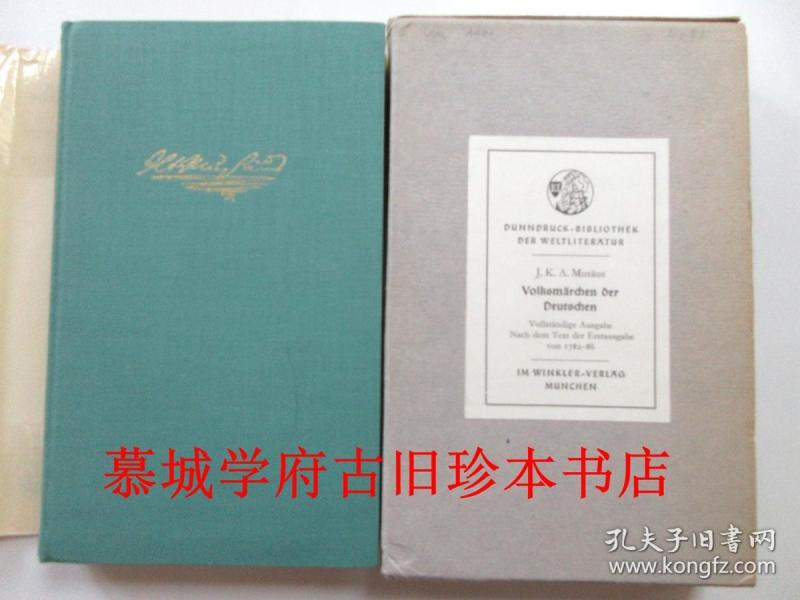 DÜNNDRUCK-BIBLIOTHEK
DER WELTLITERATUR
J. K. A. Musäus
Volksmärchen der
Deutschen
Vollständige Ausgabe
Nach dem Text der Erstausgabe
von 1782-86
IM WINKLER-VERLAG
MÜNCHEN
慕城学府古旧珍本书店
孔夫子旧书网
www.kongfz.com